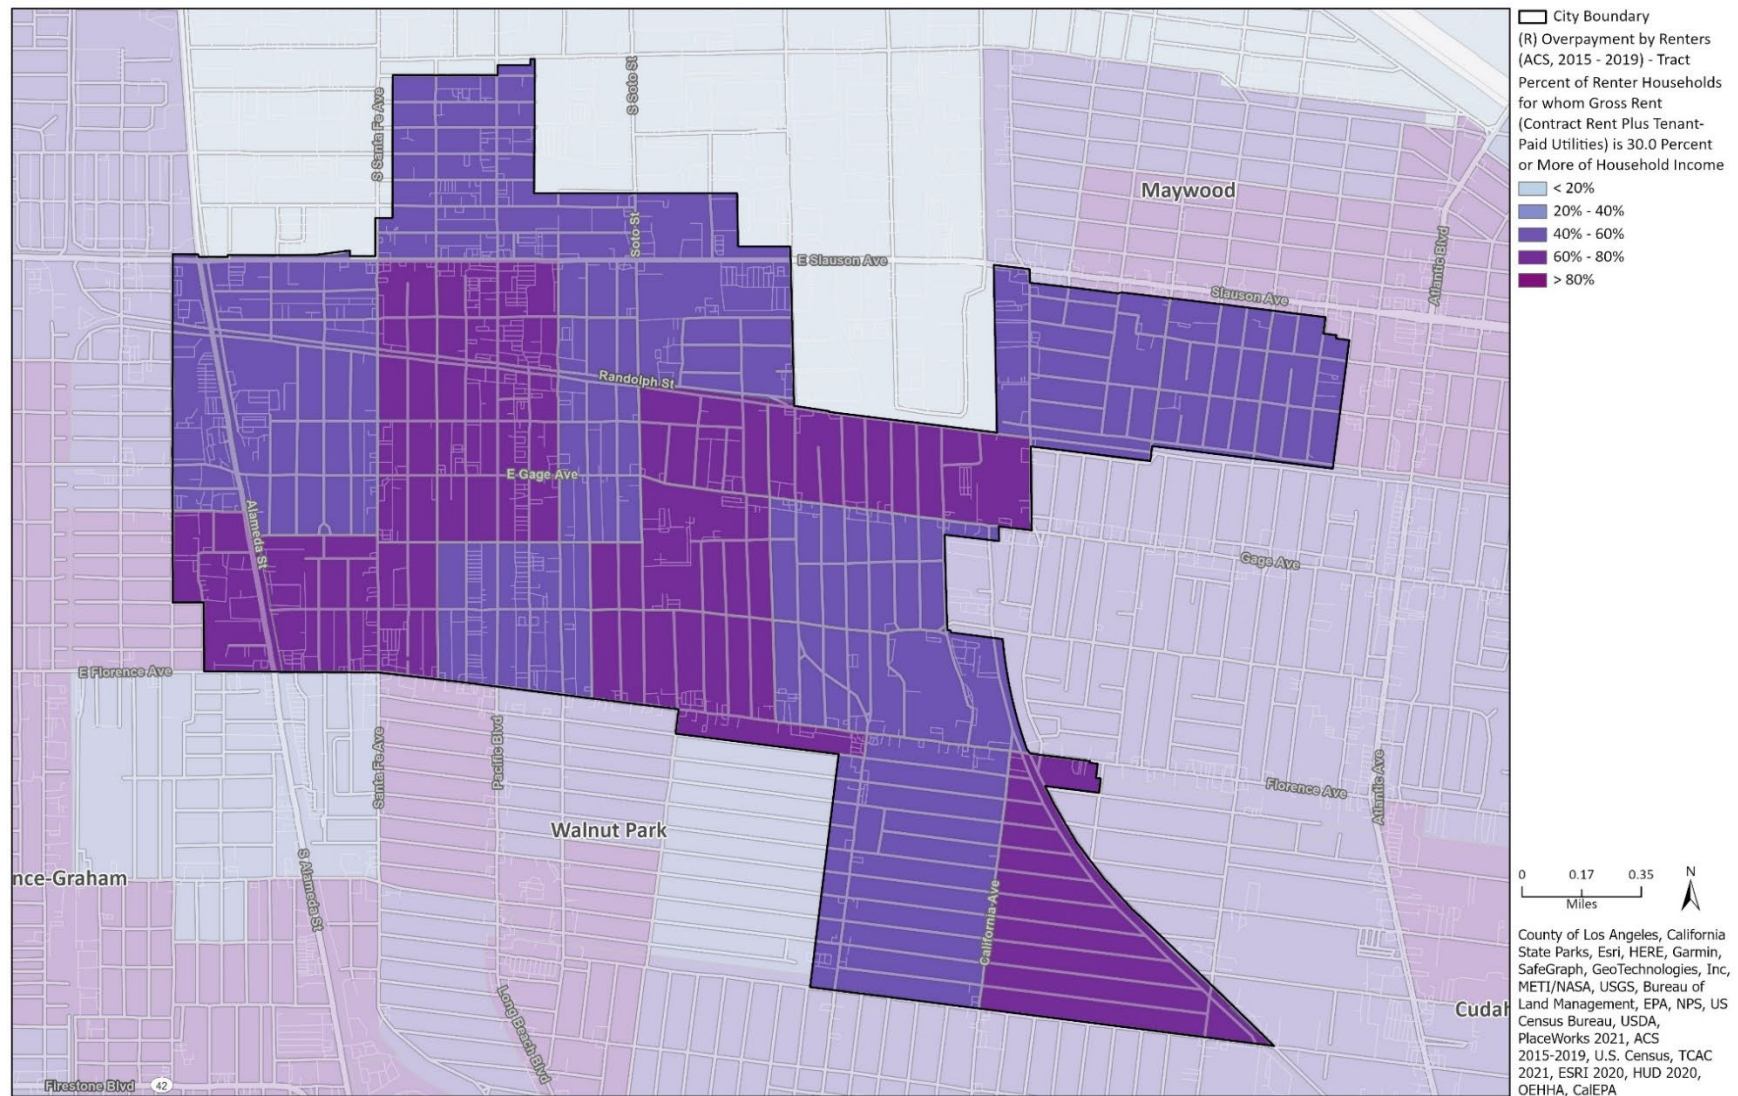 City Boundary
(R) Overpayment by Renters
(ACS, 2015 - 2019) - Tract
Percent of Renter Households
for whom Gross Rent
(Contract Rent Plus Tenant-
Paid Utilities) is 30.0 Percent
or More of Household Income
< 20%
20% - 40%
40% - 60%
60% - 80%
> 80%
S Santa Fe Ave
S Soto St
Maywood
Soto St
Atlantic Blvd
E Slauson Ave
Slauson Ave
Randolph St
E Gage Ave
Alameda St
Gage Ave
E Florence Ave
Santa Fe Ave
Pacific Blvd
Florence Ave
Atlantic Ave
Walnut Park
nce-Graham
S Alameda St
California Ave
Long Beach Blvd
Cudah
Firestone Blvd
42
0 0.17 0.35
Miles
N
County of Los Angeles, California
State Parks, Esri, HERE, Garmin,
SafeGraph, GeoTechnologies, Inc,
METI/NASA, USGS, Bureau of
Land Management, EPA, NPS, US
Census Bureau, USDA,
PlaceWorks 2021, ACS
2015-2019, U.S. Census, TCAC
2021, ESRI 2020, HUD 2020,
OEHHA, CalEPA